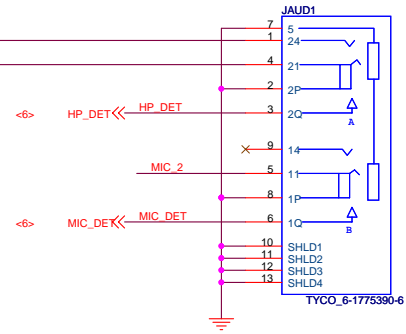 JAUD1
7 5
1 24
4 21
2 2P
<6> HP_DET HP_DET 3 2Q
A
9 14
MIC_2 5 11
8 1P
<6> MIC_DET MIC_DET 6 1Q
B
10 SHLD1
11 SHLD2
12 SHLD3
13 SHLD4
TYCO_6-1775390-6